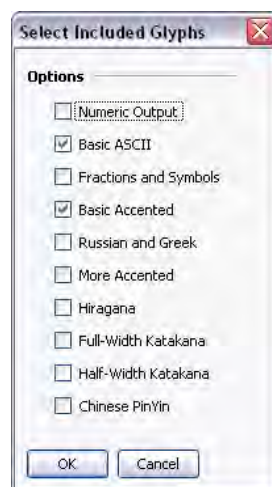 Select Included Glyphs
Options
Numeric Output
Basic ASCII
Fractions and Symbols
Basic Accented
Russian and Greek
More Accented
Hiragana
Full-Width Katakana
Half-Width Katakana
Chinese PinYin
OK Cancel